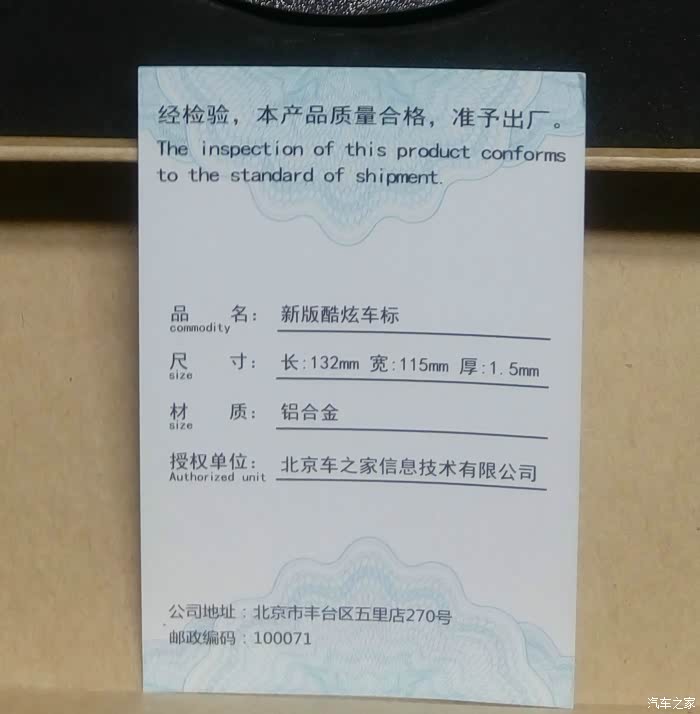 经检验，本产品质量合格，准予出厂。
The inspection of this product conforms
to the standard of shipment.
品 名： 新版酷炫车标
commodity
尺 寸： 长:132mm 宽:115mm 厚:1.5mm
size
材 质： 铝合金
size
授权单位： 北京车之家信息技术有限公司
Authorized unit
公司地址：北京市丰台区五里店270号
邮政编码：100071
汽车之家